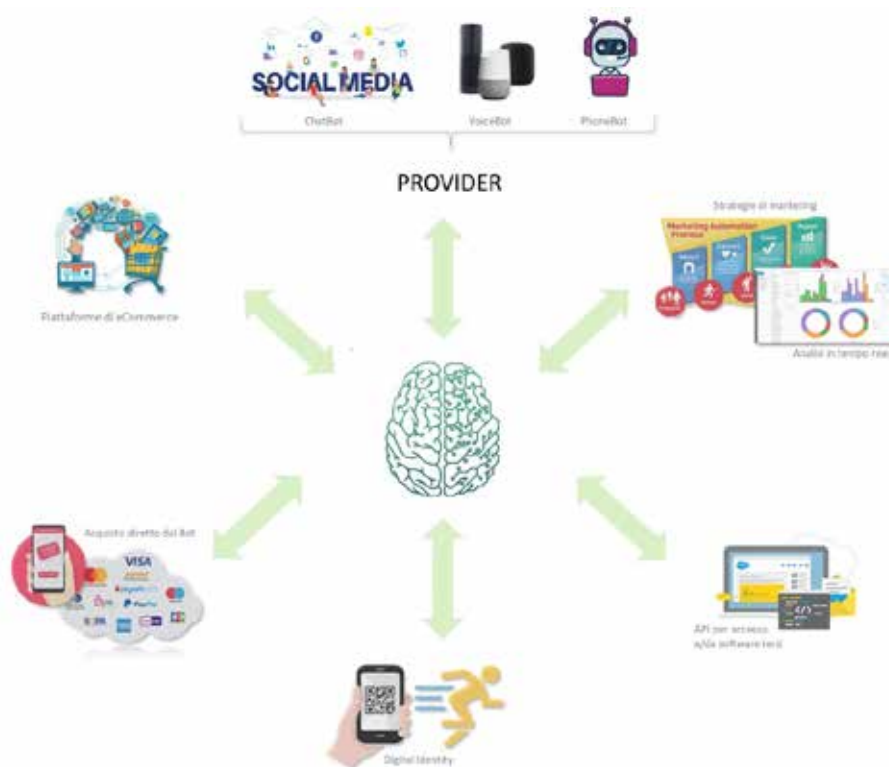 SOCIAL MEDIA
ChatBot
VoiceBot
PhoneBot
PROVIDER
Strategie di marketing
Marketing Automation
Process
Piattaforme di eCommerce
Analisi in tempo
Acquisto diretto dal Bot
VISA
PayPal
API per accesso
a/da software terzi
Digital Identity